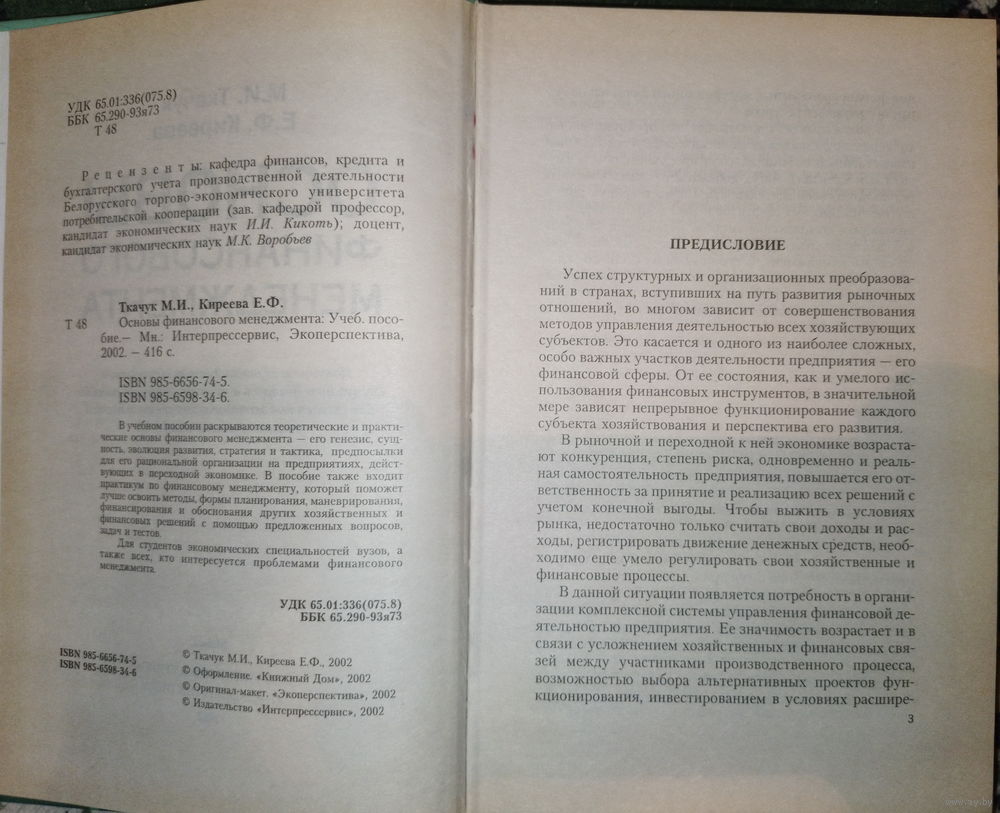 УДК 65.01:336(075.8)
ББК 65.290-93я73
Т 48
Рецензенты: кафедра финансов, кредита и
бухгалтерского учета производственной деятельности
Белорусского торгово-экономического университета
потребительской кооперации (зав. кафедрой профессор,
кандидат экономических наук И.И. Кикоть); доцент,
кандидат экономических наук М.К. Воробьев
Ткачук М.И., Киреева Е.Ф.
Т 48 Основы финансового менеджмента: Учеб. посо-
бие.– Мн.: Интерпрессервис, Экоперспектива,
2002. – 416 с.
ISBN 985-6656-74-5.
ISBN 985-6598-34-6.
В учебном пособии раскрываются теоретические и практи-
ческие основы финансового менеджмента — его генезис, сущ-
ность, эволюция развития, стратегия и тактика, предпосылки
для его рациональной организации на предприятиях, дейст-
вующих в переходной экономике. В пособие также входит
практикум по финансовому менеджменту, который поможет
лучше освоить методы, формы планирования, маневрирования,
финансирования и обоснования других хозяйственных и
финансовых решений с помощью предложенных вопросов,
задач и тестов.
Для студентов экономических специальностей вузов, а
также всех, кто интересуется проблемами финансового
менеджмента.
УДК 65.01:336(075.8)
ББК 65.290-93я73
ISBN 985-6656-74-5
ISBN 985-6598-34-6
© Ткачук М.И., Киреева Е.Ф., 2002
© Оформление. «Книжный Дом», 2002
© Оригинал-макет. «Экоперспектива», 2002
© Издательство «Интерпрессервис», 2002
ПРЕДИСЛОВИЕ
Успех структурных и организационных преобразова-
ний в странах, вступивших на путь развития рыночных
отношений, во многом зависит от совершенствования
методов управления деятельностью всех хозяйствующих
субъектов. Это касается и одного из наиболее сложных,
особо важных участков деятельности предприятия — его
финансовой сферы. От ее состояния, как и умелого ис-
пользования финансовых инструментов, в значительной
мере зависят непрерывное функционирование каждого
субъекта хозяйствования и перспектива его развития.
В рыночной и переходной к ней экономике возраста-
ют конкуренция, степень риска, одновременно и реаль-
ная самостоятельность предприятия, повышается его от-
ветственность за принятие и реализацию всех решений с
учетом конечной выгоды. Чтобы выжить в условиях
рынка, недостаточно только считать свои доходы и рас-
ходы, регистрировать движение денежных средств, необ-
ходимо еще умело регулировать свои хозяйственные и
финансовые процессы.
В данной ситуации появляется потребность в органи-
зации комплексной системы управления финансовой де-
ятельностью предприятия. Ее значимость возрастает и в
связи с усложнением хозяйственных и финансовых свя-
зей между участниками производственного процесса,
возможностью выбора альтернативных проектов фун-
кционирования, инвестированием в условиях расшире-
3
www.ay.by